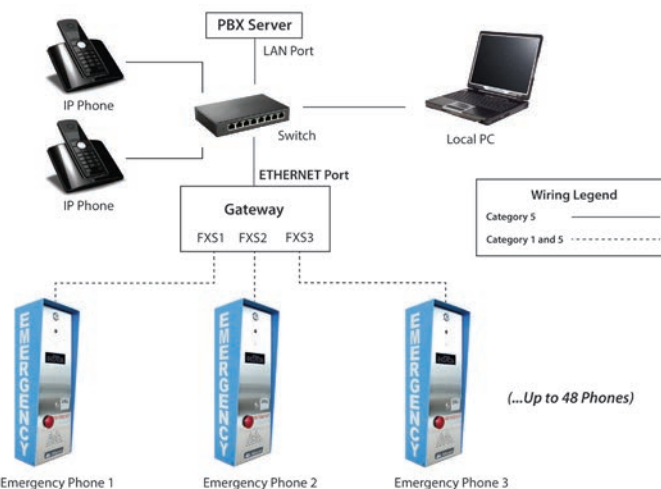 PBX Server
LAN Port
IP Phone
Switch
Local PC
IP Phone
ETHERNET Port
Gateway
FXS1 FXS2 FXS3
Wiring Legend
Category 5
Category 1 and 5
EMERGENCY
EMERGENCY
EMERGENCY
(...Up to 48 Phones)
Emergency Phone 1
Emergency Phone 2
Emergency Phone 3